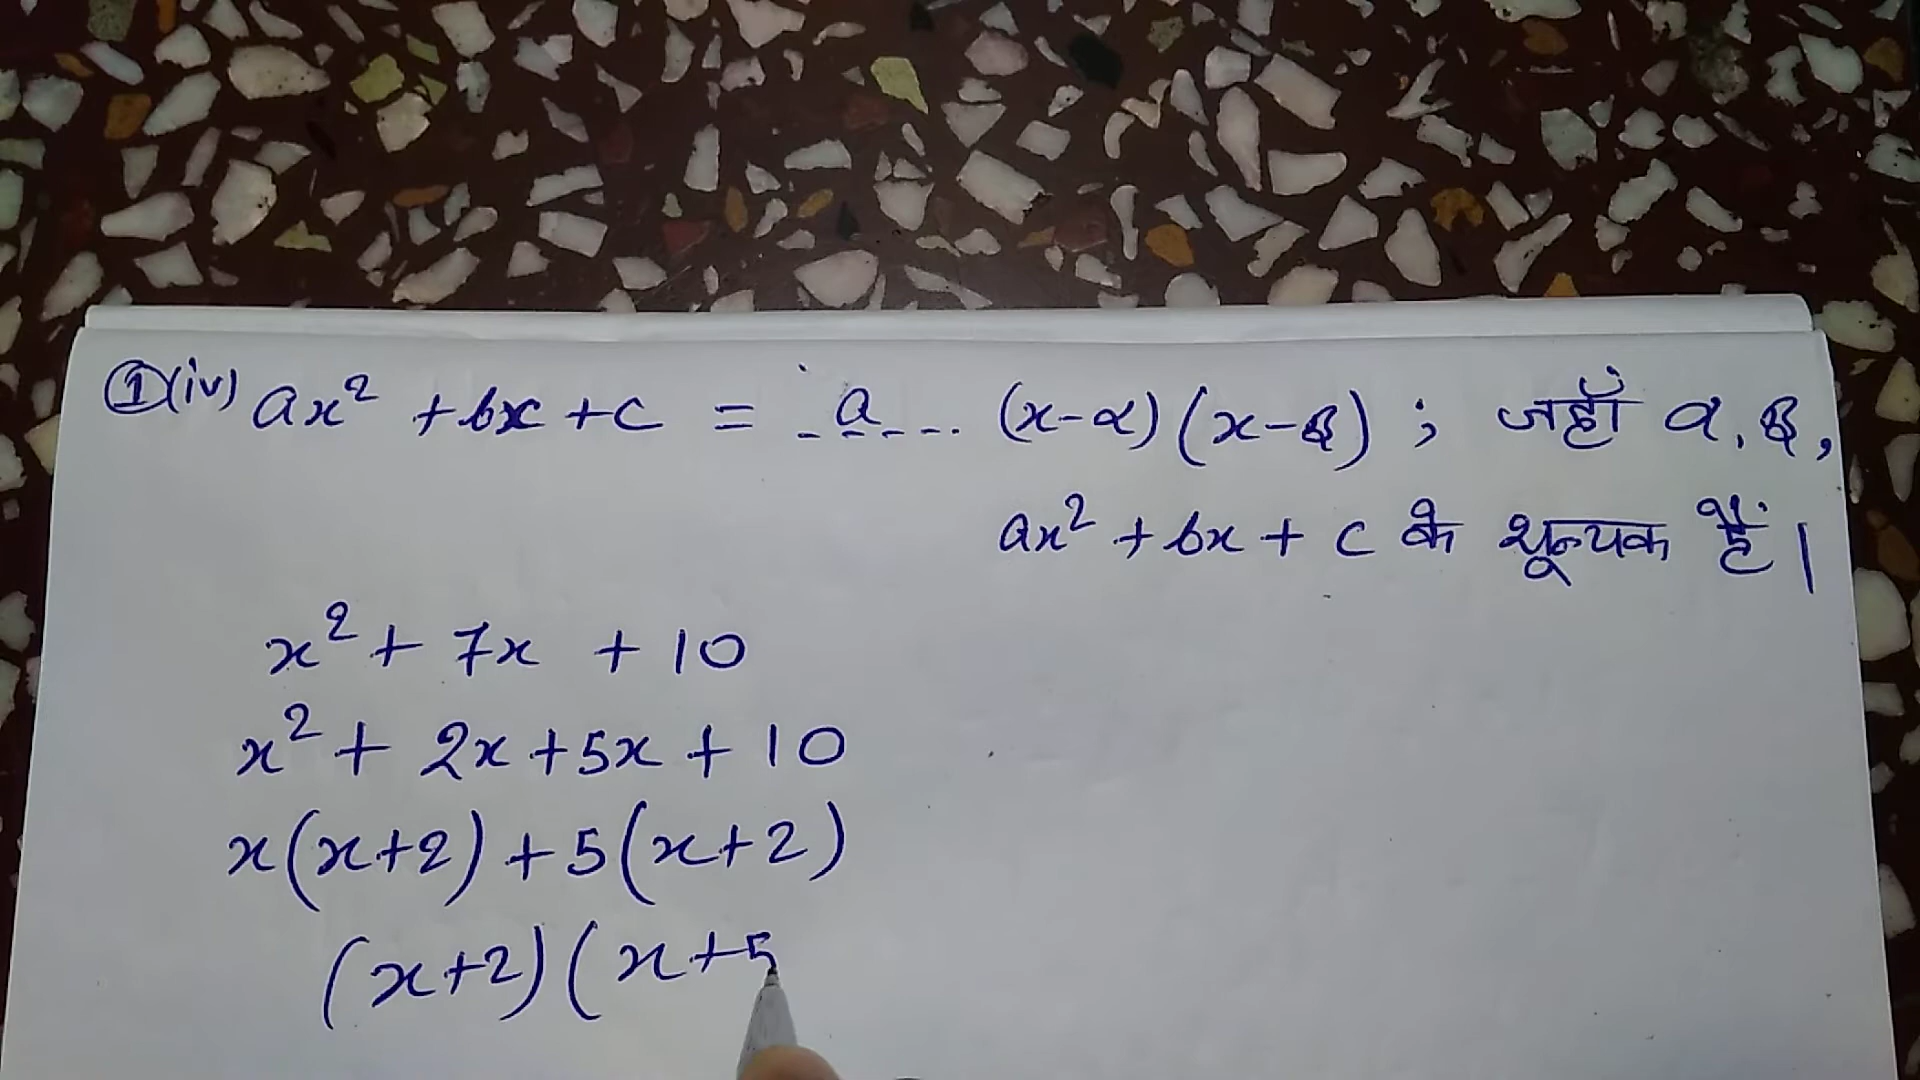 ①(iv) ax² + bx + c = ..a.... (x-α) (x-β) ; जहाँ α, β,
ax² + bx + c के शून्यक हैं।
x² + 7x + 10
x² + 2x + 5x + 10
x(x+2) + 5(x+2)
(x+2) (x+5